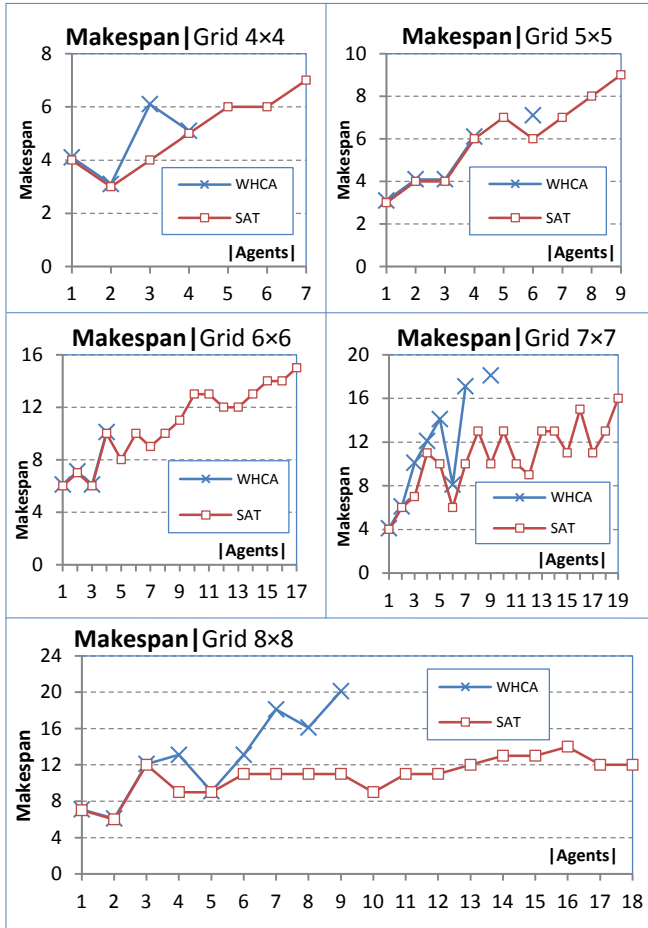 Makespan|Grid 4×4
8
6
4
2
0
Makespan
WHCA
SAT
|Agents|
1 2 3 4 5 6 7
Makespan|Grid 5×5
10
8
6
4
2
0
Makespan
WHCA
SAT
|Agents|
1 2 3 4 5 6 7 8 9
Makespan|Grid 6×6
16
12
8
4
0
Makespan
WHCA
SAT
|Agents|
1 3 5 7 9 11 13 15 17
Makespan|Grid 7×7
20
16
12
8
4
0
Makespan
WHCA
SAT
|Agents|
1 3 5 7 9 11 13 15 17 19
Makespan|Grid 8×8
24
20
16
12
8
4
0
Makespan
WHCA
SAT
|Agents|
1 2 3 4 5 6 7 8 9 10 11 12 13 14 15 16 17 18